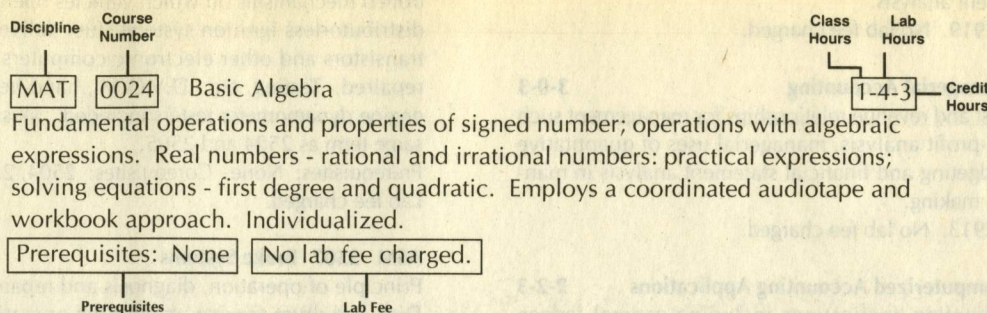 Discipline
Course
Number
Class
Hours
Lab
Hours
MAT 0024 Basic Algebra 1-4-3
Credit
Hours
Fundamental operations and properties of signed number; operations with algebraic
expressions. Real numbers - rational and irrational numbers: practical expressions;
solving equations - first degree and quadratic. Employs a coordinated audiotape and
workbook approach. Individualized.
Prerequisites: None No lab fee charged.
Prerequisites Lab Fee